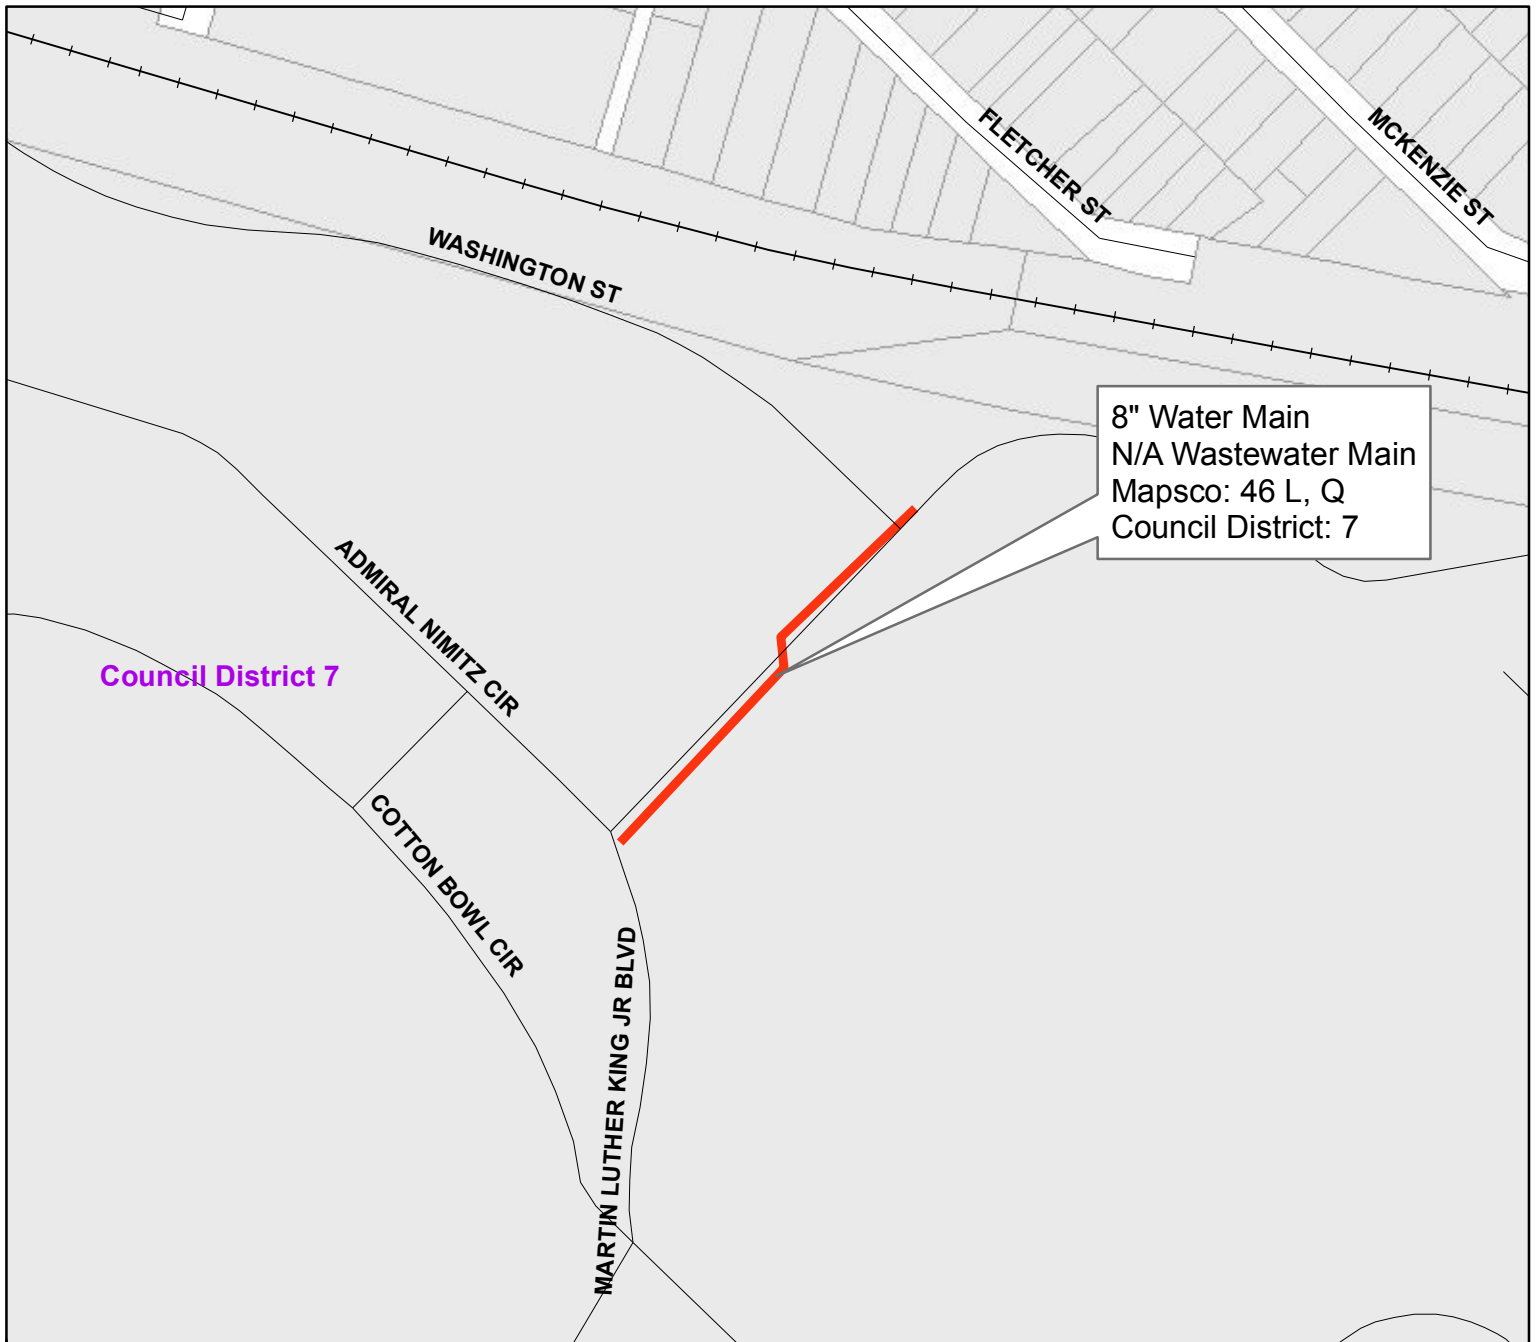 FLETCHER ST
MCKENZIE ST
WASHINGTON ST
8" Water Main
N/A Wastewater Main
Mapsco: 46 L, Q
Council District: 7
ADMIRAL NIMITZ CIR
Council District 7
COTTON BOWL CIR
MARTIN LUTHER KING JR BLVD